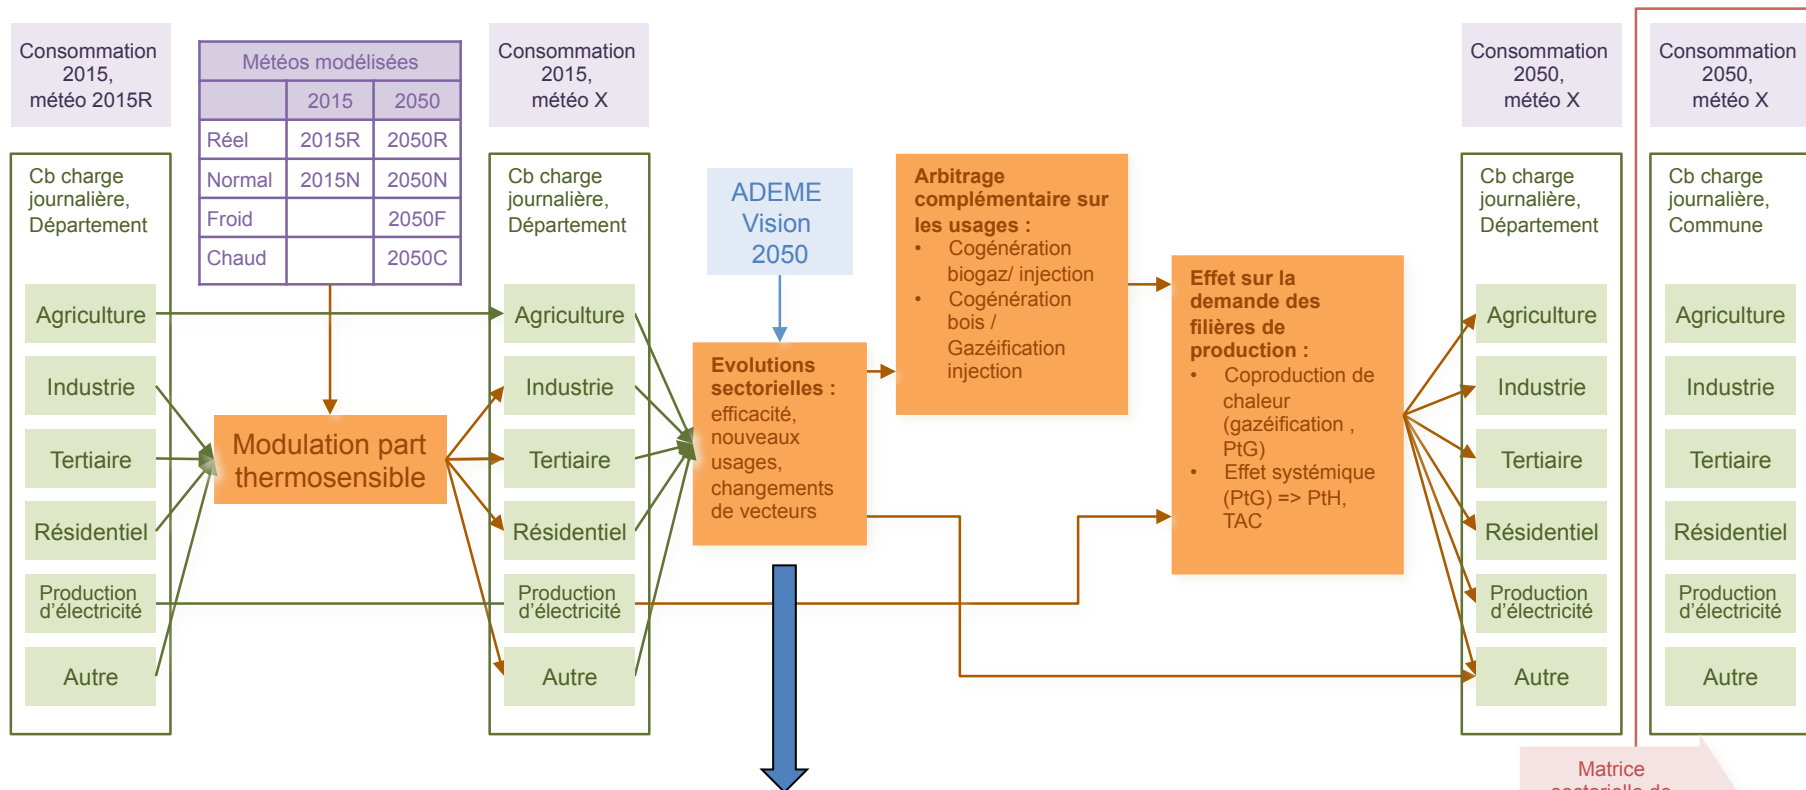 Consommation
2015,
météo 2015R
Météos modélisées
2015 2050
Réel 2015R 2050R
Normal 2015N 2050N
Froid 2050F
Chaud 2050C
Consommation
2015,
météo X
Consommation
2050,
météo X
Consommation
2050,
météo X
Cb charge
journalière,
Département
Agriculture
Industrie
Tertiaire
Résidentiel
Production
d’électricité
Autre
Modulation part
thermosensible
Cb charge
journalière,
Département
Agriculture
Industrie
Tertiaire
Résidentiel
Production
d’électricité
Autre
ADEME
Vision
2050
Evolutions
sectorielles :
efficacité,
nouveaux
usages,
changements
de vecteurs
Arbitrage
complémentaire sur
les usages :
• Cogénération
biogaz/ injection
• Cogénération
bois /
Gazéification
injection
Effet sur la
demande des
filières de
production :
• Coproduction de
chaleur
(gazéification ,
PtG)
• Effet systémique
(PtG) => PtH,
TAC
Cb charge
journalière,
Département
Agriculture
Industrie
Tertiaire
Résidentiel
Production
d’électricité
Autre
Cb charge
journalière,
Commune
Agriculture
Industrie
Tertiaire
Résidentiel
Production
d’électricité
Autre
Matrice
sectorielle de